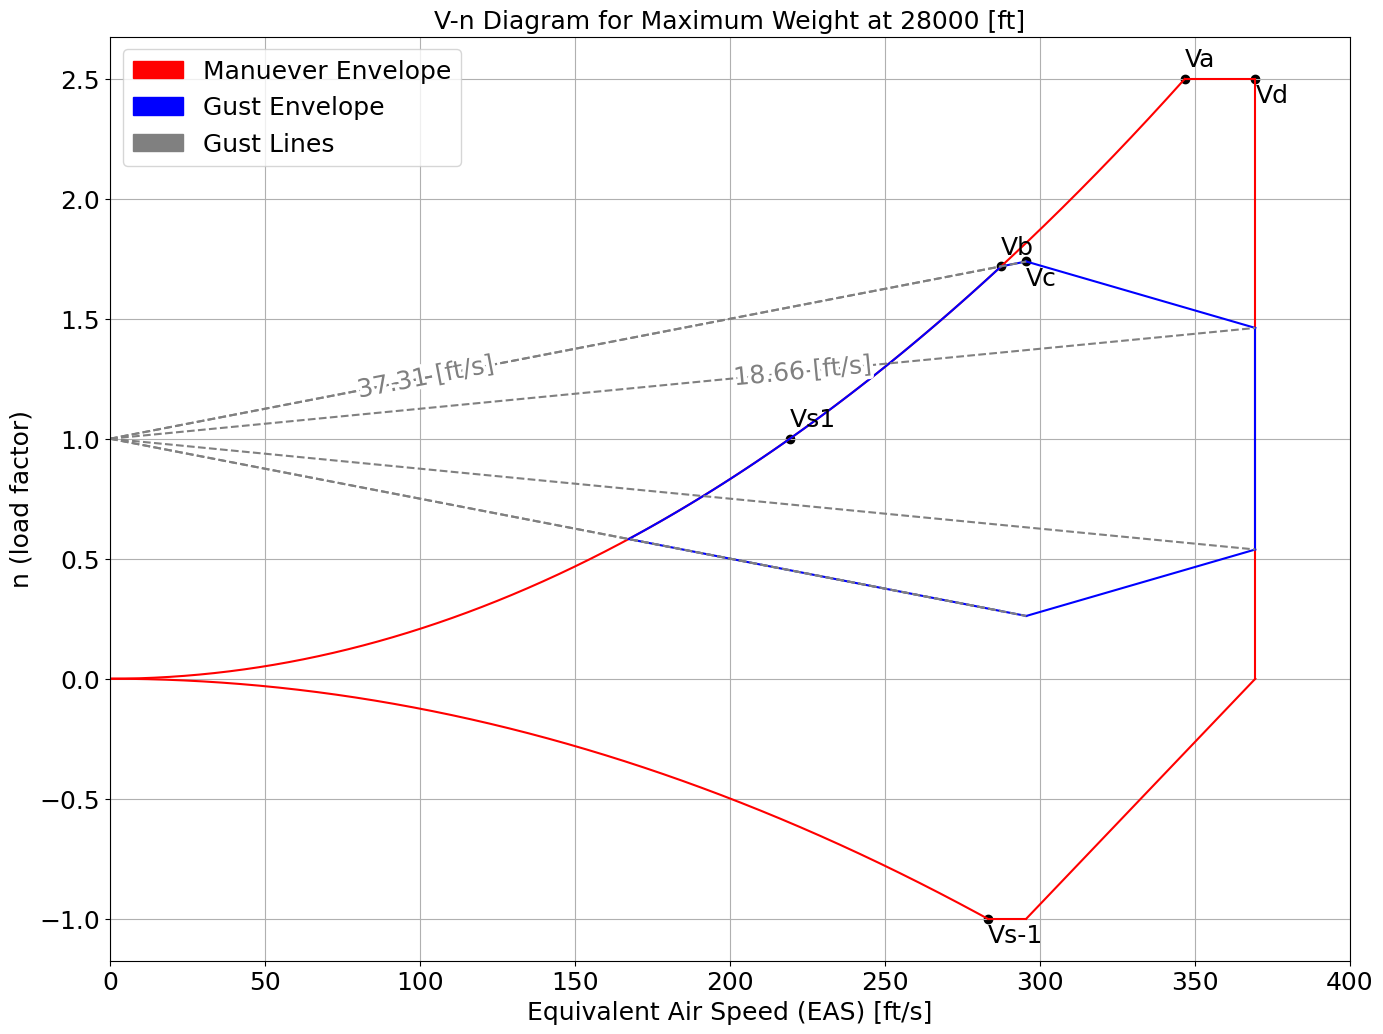 V-n Diagram for Maximum Weight at 28000 [ft]
Manuever Envelope
Gust Envelope
Gust Lines
Va
Vd
Vb
Vc
37.31 [ft/s]
18.66 [ft/s]
Vs1
Vs-1
2.5
2.0
1.5
1.0
0.5
0.0
−0.5
−1.0
n (load factor)
0 50 100 150 200 250 300 350 400
Equivalent Air Speed (EAS) [ft/s]